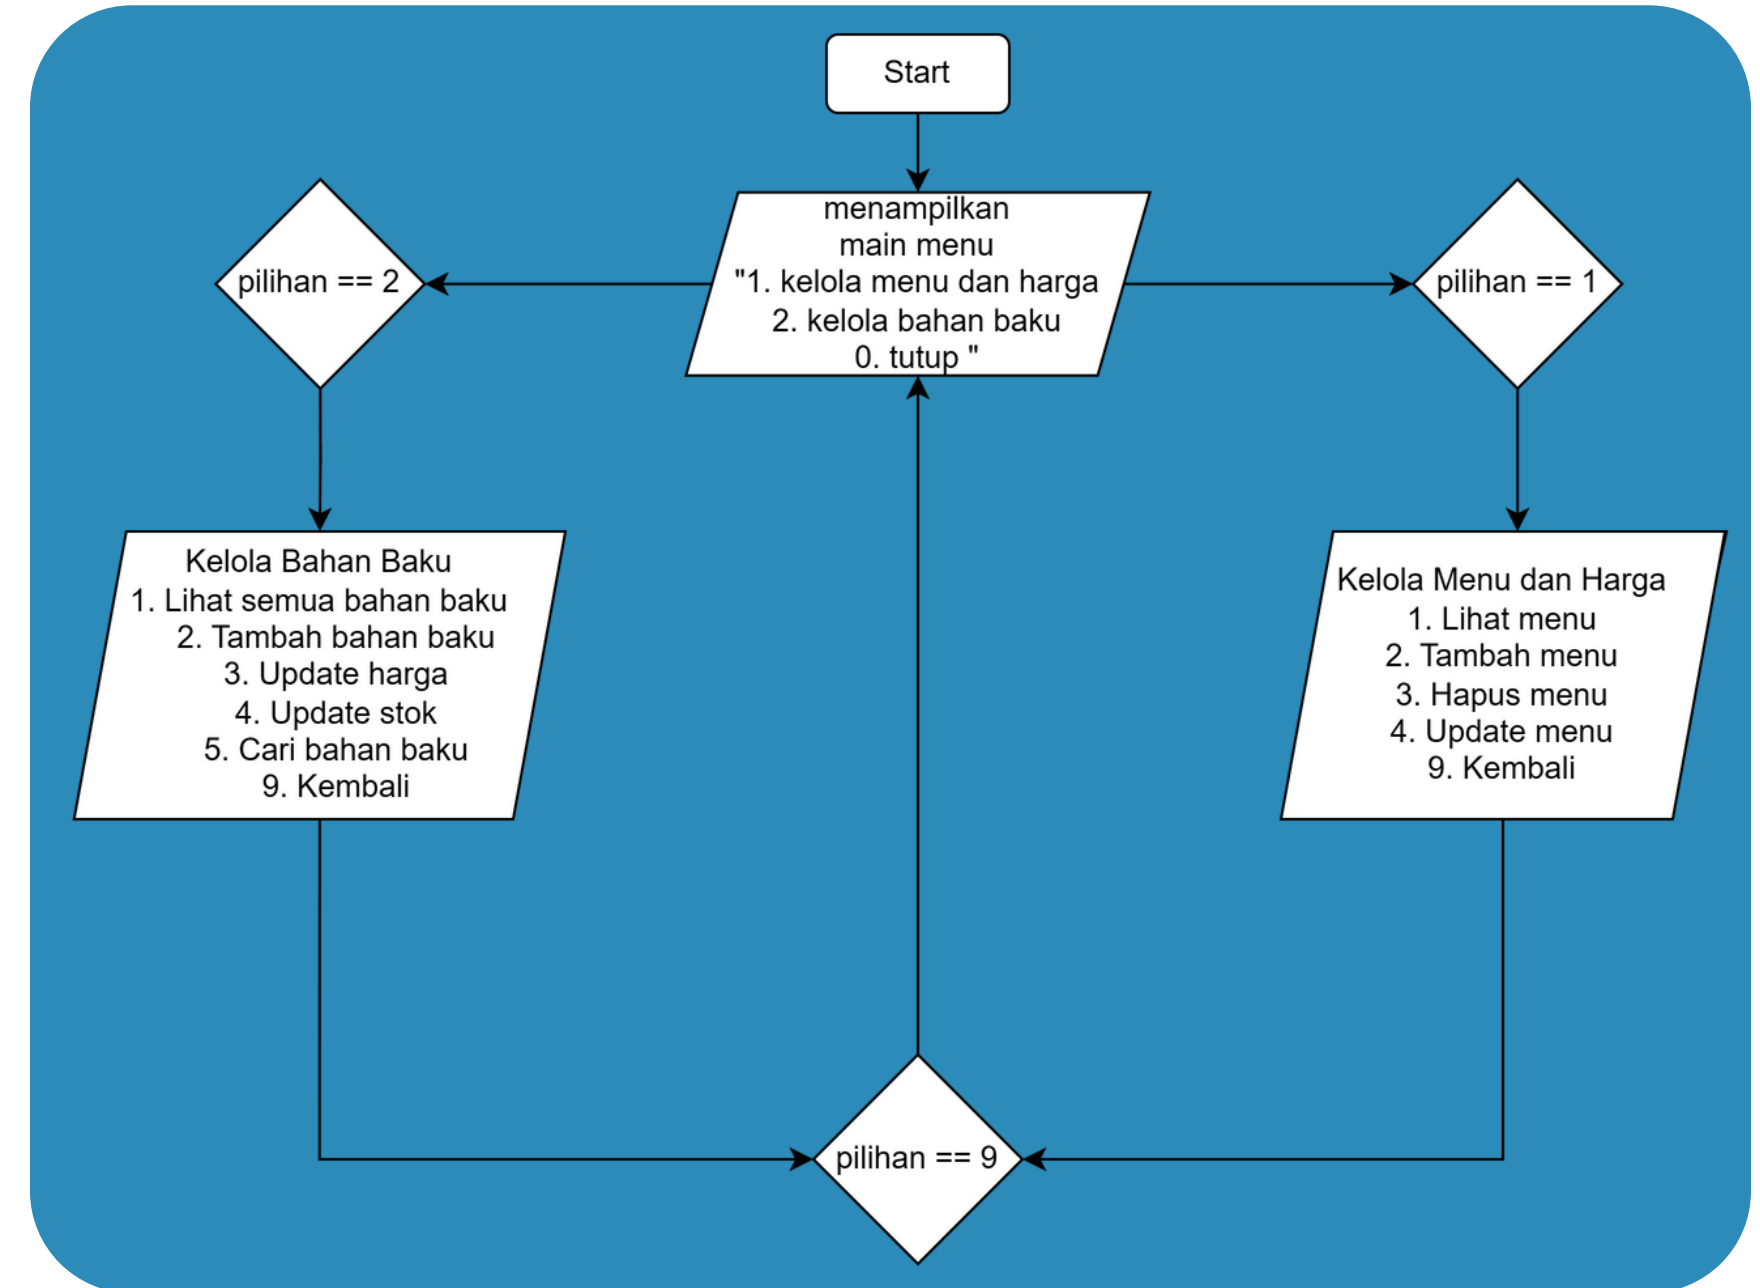 Start
menampilkan
main menu
"1. kelola menu dan harga
2. kelola bahan baku
0. tutup "
pilihan == 2
pilihan == 1
Kelola Bahan Baku
1. Lihat semua bahan baku
2. Tambah bahan baku
3. Update harga
4. Update stok
5. Cari bahan baku
9. Kembali
Kelola Menu dan Harga
1. Lihat menu
2. Tambah menu
3. Hapus menu
4. Update menu
9. Kembali
pilihan == 9